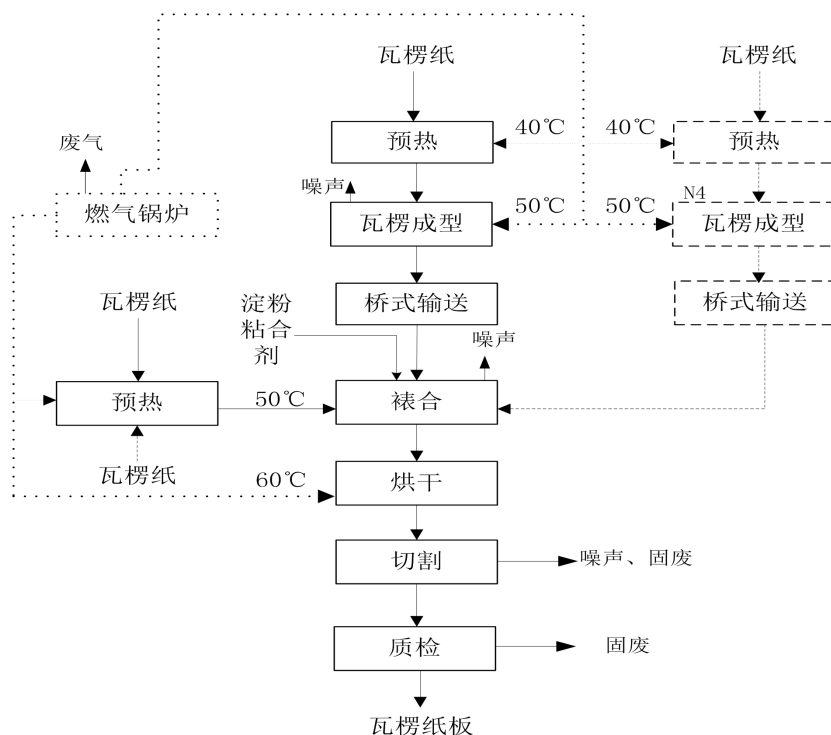 瓦楞纸
瓦楞纸
40℃
40℃
预热
预热
废气
噪声
N4
燃气锅炉
50℃
50℃
瓦楞成型
瓦楞成型
桥式输送
桥式输送
瓦楞纸
淀粉
粘合
剂
噪声
预热
50℃
裱合
瓦楞纸
60℃
烘干
切割
噪声、固废
质检
固废
瓦楞纸板